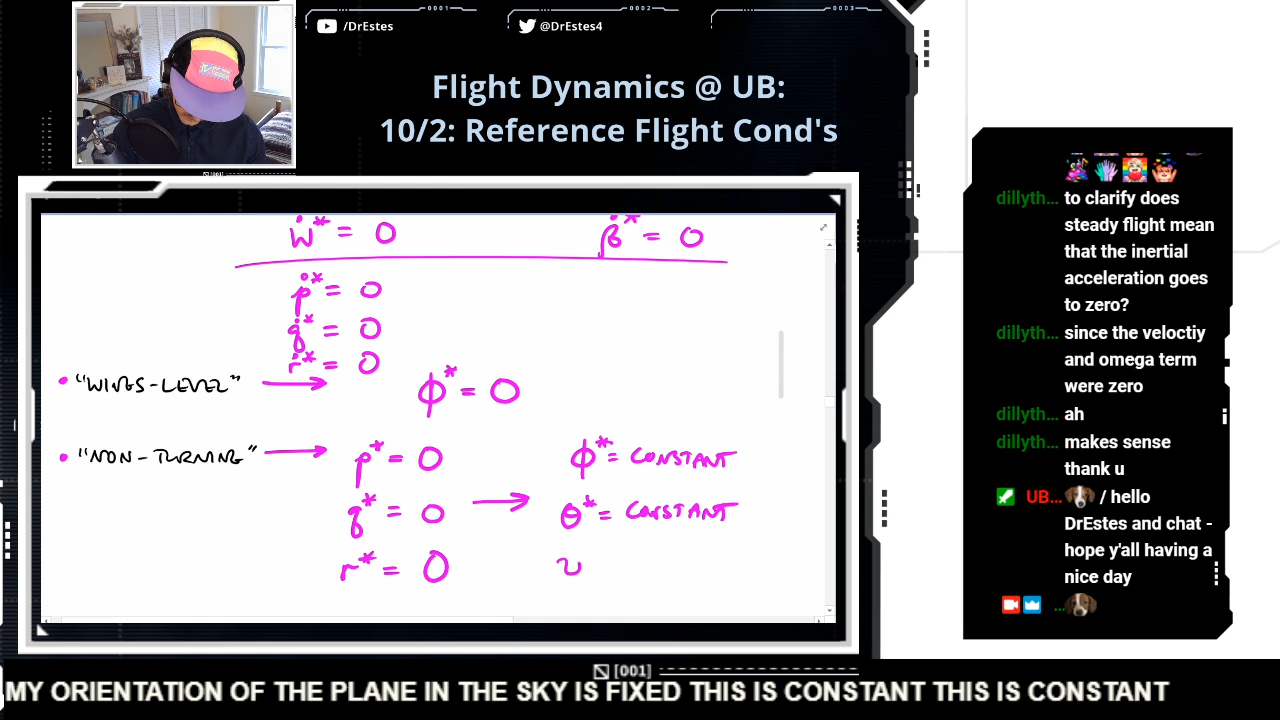 0001
0002
0003
/DrEstes
@DrEstes4
Flight Dynamics @ UB:
10/2: Reference Flight Cond's
[001]
ẇ* = 0
β̇* = 0
ṗ* = 0
q̇* = 0
ṙ* = 0
• "WINGS-LEVEL" → ϕ* = 0
• "NON-TURNING" → p* = 0
ϕ* = CONSTANT
q* = 0 → θ* = CONSTANT
r* = 0
dillyth... to clarify does
steady flight mean
that the inertial
acceleration goes
to zero?
dillyth... since the veloctiy
and omega term
were zero
dillyth... ah
dillyth... makes sense
thank u
UB... / hello
DrEstes and chat -
hope y'all having a
nice day
...
[001]
MY ORIENTATION OF THE PLANE IN THE SKY IS FIXED THIS IS CONSTANT THIS IS CONSTANT